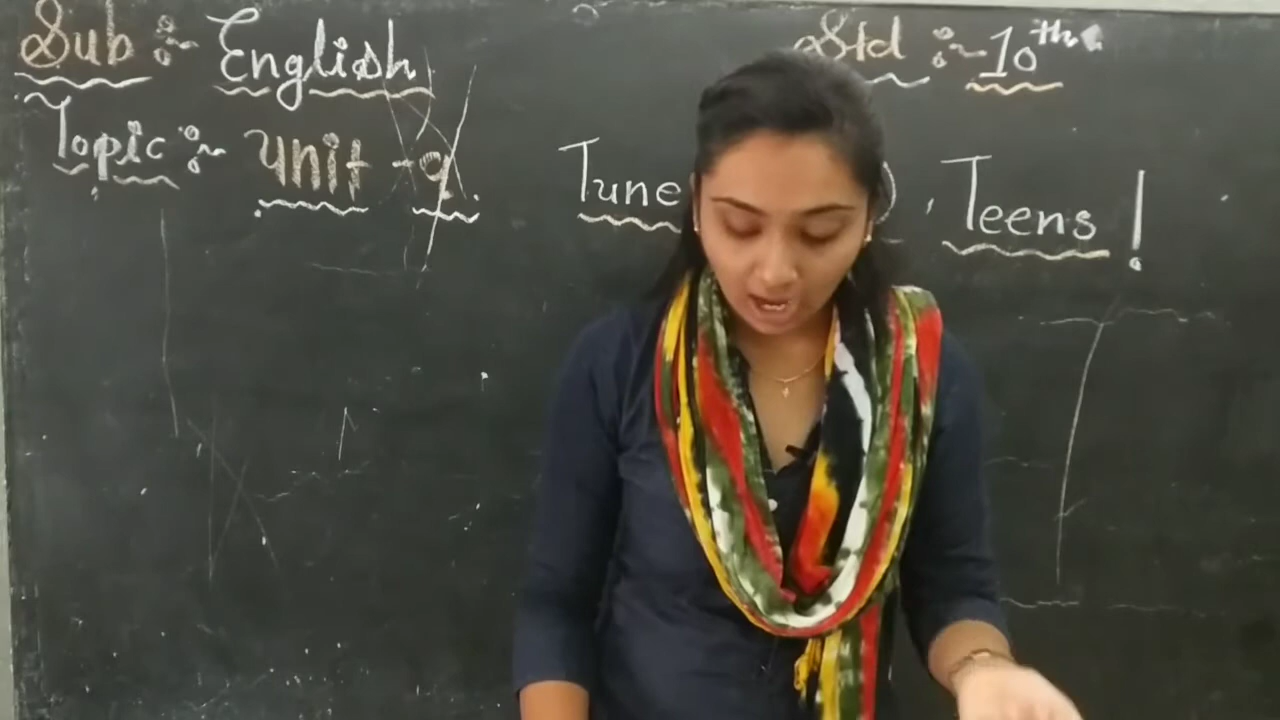 Sub :~ English
Std :~ 10th
Topic :~ Unit - 9. Tune , Teens !